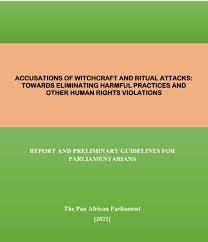 ACCUSATIONS OF WITCHCRAFT AND RITUAL ATTACKS:
TOWARDS ELIMINATING HARMFUL PRACTICES AND
OTHER HUMAN RIGHTS VIOLATIONS
REPORT AND PRELIMINARY GUIDELINES FOR
PARLIAMENTARIANS
The Pan African Parliament
[2021]